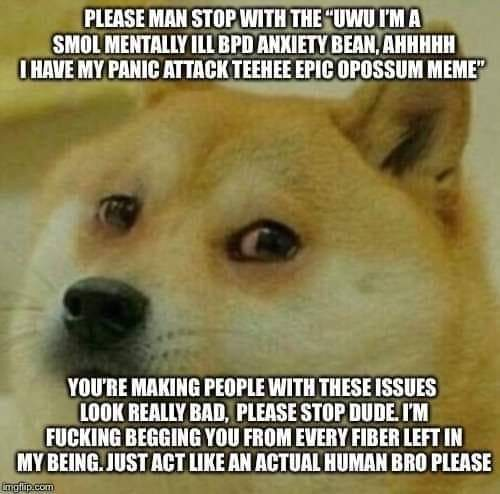 PLEASE MAN STOP WITH THE “UWU I’M A
SMOL MENTALLY ILL BPD ANXIETY BEAN, AHHHHH
I HAVE MY PANIC ATTACK TEEHEE EPIC OPOSSUM MEME”
YOU’RE MAKING PEOPLE WITH THESE ISSUES
LOOK REALLY BAD, PLEASE STOP DUDE. I’M
FUCKING BEGGING YOU FROM EVERY FIBER LEFT IN
MY BEING. JUST ACT LIKE AN ACTUAL HUMAN BRO PLEASE
imgflip.com